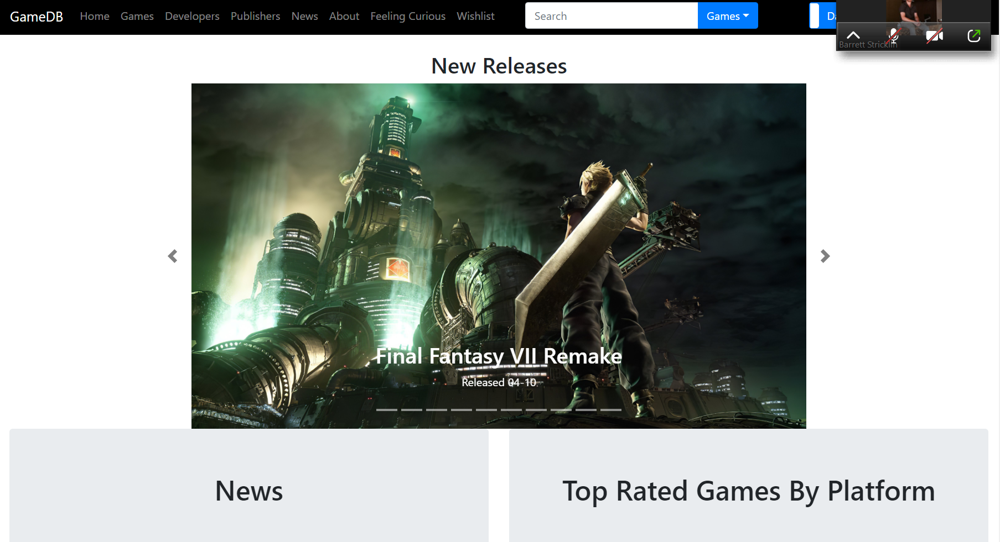 GameDB Home Games Developers Publishers News About Feeling Curious Wishlist Search Games
Barrett Stricklin
New Releases
Final Fantasy VII Remake
Released 04-10.
News
Top Rated Games By Platform